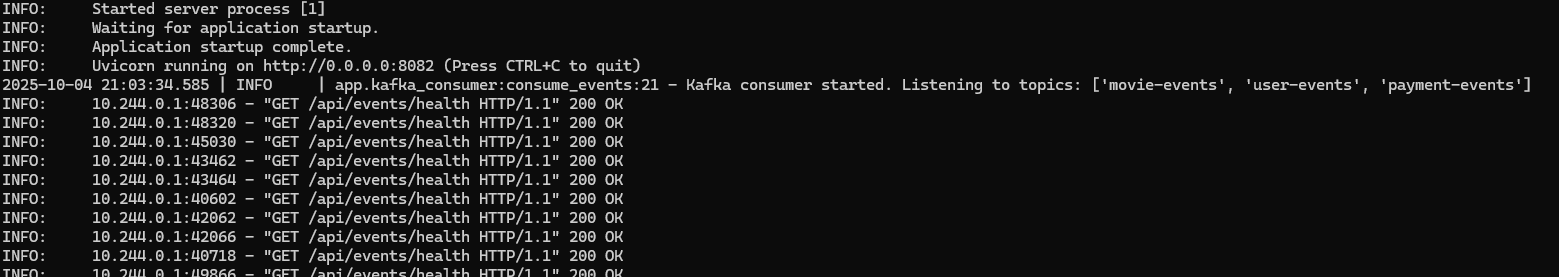 INFO:     Started server process [1]
INFO:     Waiting for application startup.
INFO:     Application startup complete.
INFO:     Uvicorn running on http://0.0.0.0:8082 (Press CTRL+C to quit)
2025-10-04 21:03:34.585 | INFO     | app.kafka_consumer:consume_events:21 - Kafka consumer started. Listening to topics: ['movie-events', 'user-events', 'payment-events']
INFO:     10.244.0.1:48306 - "GET /api/events/health HTTP/1.1" 200 OK
INFO:     10.244.0.1:48320 - "GET /api/events/health HTTP/1.1" 200 OK
INFO:     10.244.0.1:45030 - "GET /api/events/health HTTP/1.1" 200 OK
INFO:     10.244.0.1:43462 - "GET /api/events/health HTTP/1.1" 200 OK
INFO:     10.244.0.1:43464 - "GET /api/events/health HTTP/1.1" 200 OK
INFO:     10.244.0.1:40602 - "GET /api/events/health HTTP/1.1" 200 OK
INFO:     10.244.0.1:42062 - "GET /api/events/health HTTP/1.1" 200 OK
INFO:     10.244.0.1:42066 - "GET /api/events/health HTTP/1.1" 200 OK
INFO:     10.244.0.1:40718 - "GET /api/events/health HTTP/1.1" 200 OK
INFO:     10.244.0.1:49866 - "GET /api/events/health HTTP/1.1" 200 OK